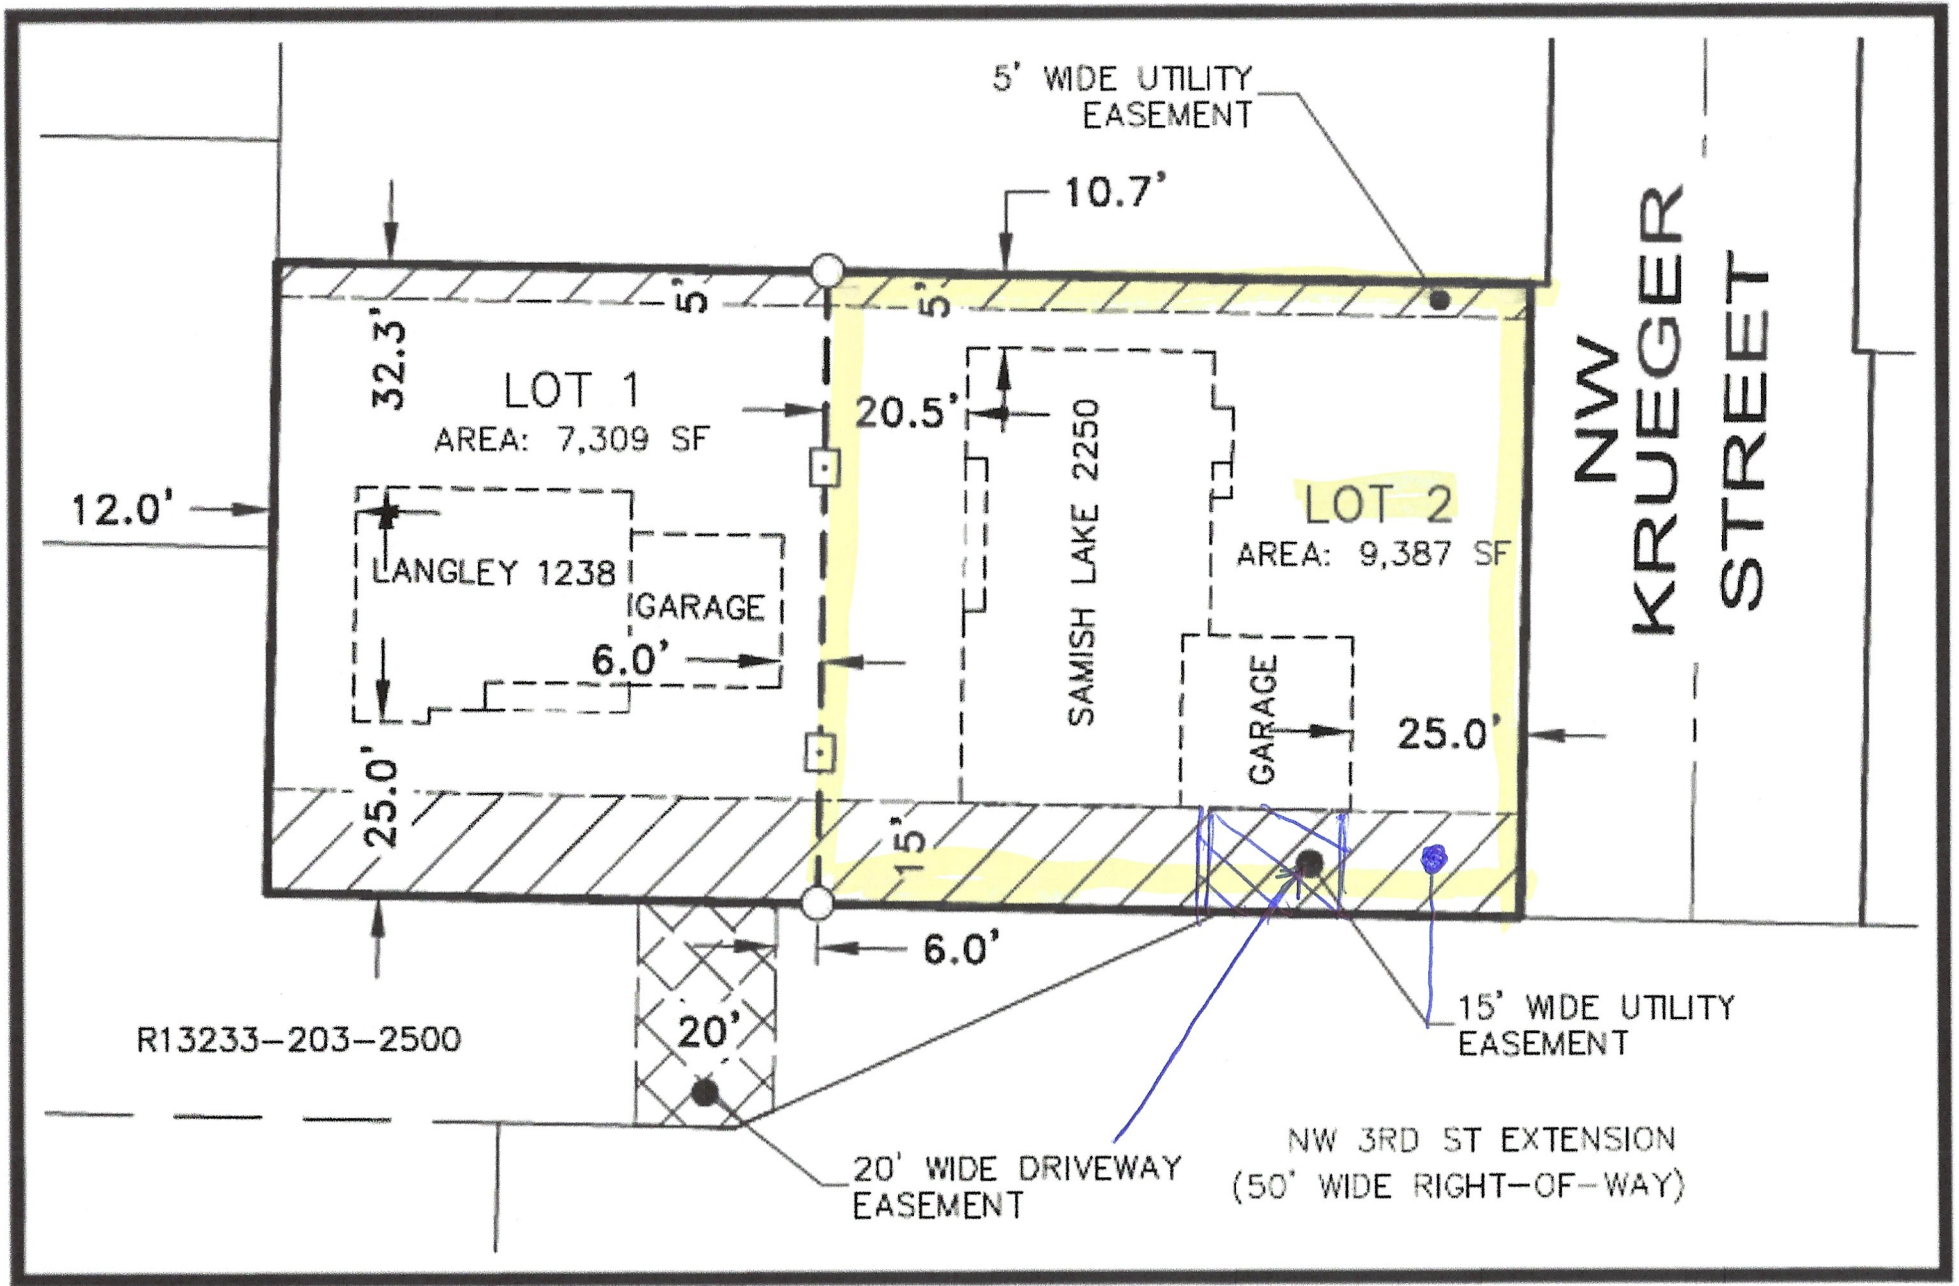 5' WIDE UTILITY
EASEMENT
10.7'
5'
5'
32.3'
LOT 1
AREA: 7,309 SF
20.5'
12.0'
LANGLEY 1238
GARAGE
6.0'
SAMISH LAKE 2250
LOT 2
AREA: 9,387 SF
GARAGE
25.0'
NW
KRUEGER
STREET
25.0'
15'
6.0'
20'
R13233-203-2500
15' WIDE UTILITY
EASEMENT
20' WIDE DRIVEWAY
EASEMENT
NW 3RD ST EXTENSION
(50' WIDE RIGHT-OF-WAY)